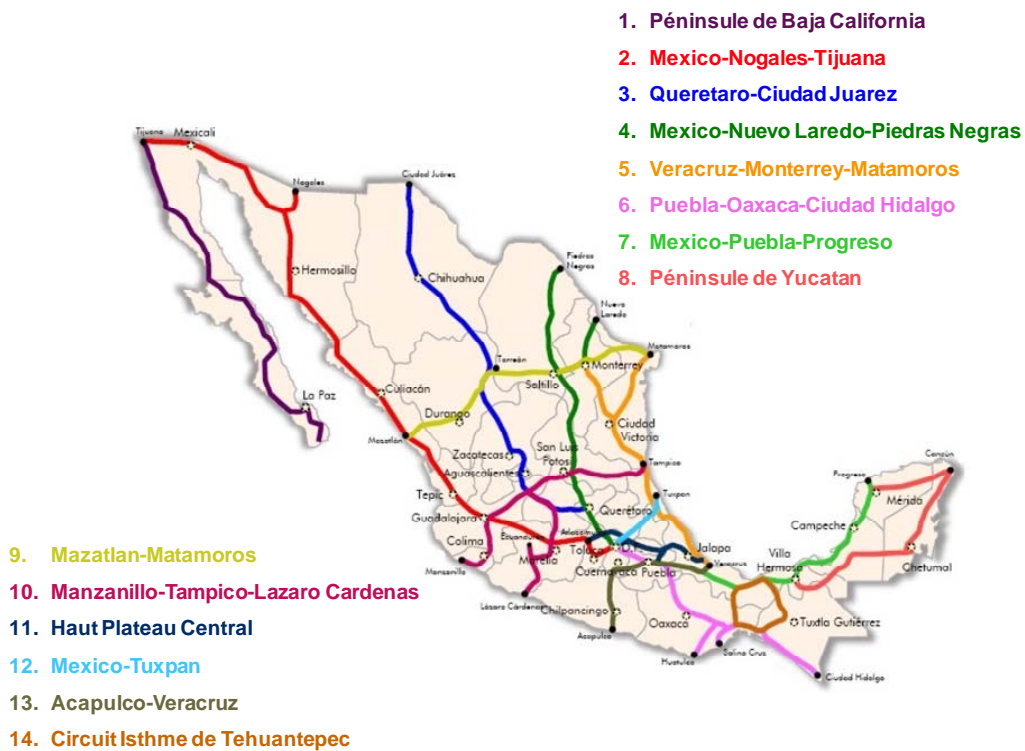 1. Péninsule de Baja California
2. Mexico-Nogales-Tijuana
3. Queretaro-Ciudad Juarez
4. Mexico-Nuevo Laredo-Piedras Negras
5. Veracruz-Monterrey-Matamoros
6. Puebla-Oaxaca-Ciudad Hidalgo
7. Mexico-Puebla-Progreso
8. Péninsule de Yucatan
Tijuana
Mexicali
Nogales
Ciudad Juárez
Hermosillo
Chihuahua
Piedras
Negras
Nuevo
Laredo
Matamoros
Torreón
Monterrey
Saltillo
La Paz
Culiacán
Durango
Ciudad
Victoria
Mazatlán
Zacatecas
San Luis
Potosí
Tampico
Aguascalientes
Tepic
Tuxpan
Guadalajara
Querétaro
Colima
Toluca
D.F.
Jalapa
Manzanillo
Morelia
Cuernavaca
Puebla
Veracruz
Lázaro Cárdenas
Chilpancingo
Acapulco
Oaxaca
Huatulco
Salina Cruz
Villa
Hermosa
Tuxtla Gutiérrez
Ciudad Hidalgo
Progreso
Cancún
Mérida
Campeche
Chetumal
9. Mazatlan-Matamoros
10. Manzanillo-Tampico-Lazaro Cardenas
11. Haut Plateau Central
12. Mexico-Tuxpan
13. Acapulco-Veracruz
14. Circuit Isthme de Tehuantepec